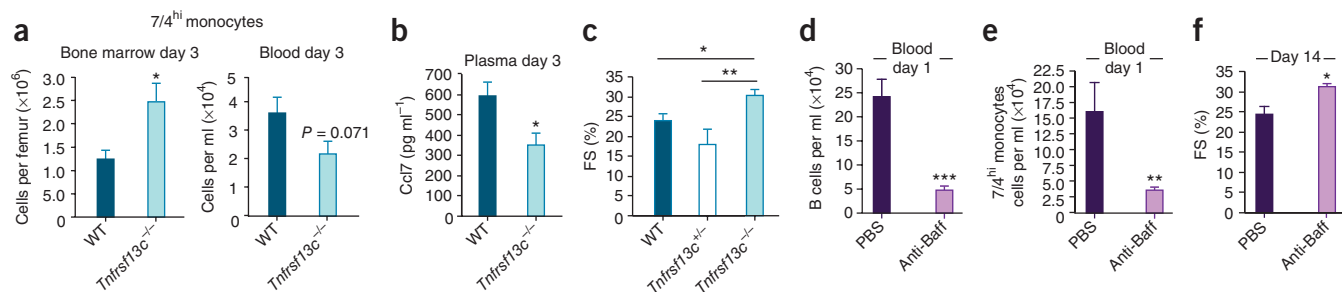 a
7/4hi monocytes
Bone marrow day 3
Cells per femur (×10⁶)
3.0
2.5
2.0
1.5
1.0
0.5
0
*
WT
Tnfrsf13c−/−
Blood day 3
Cells per ml (×10⁴)
5
4
3
2
1
0
P = 0.071
WT
Tnfrsf13c−/−
b
Plasma day 3
Ccl7 (pg ml−1)
700
600
500
400
300
200
100
0
*
WT
Tnfrsf13c−/−
c
FS (%)
35
30
25
20
15
10
5
0
*
**
WT
Tnfrsf13c+/−
Tnfrsf13c−/−
d
Blood
day 1
B cells per ml (×10⁴)
30
25
20
15
10
5
0
***
PBS
Anti-Baff
e
Blood
day 1
7/4hi monocytes
cells per ml (×10⁴)
22.5
20.0
17.5
15.0
12.5
10.0
7.5
5.0
2.5
0
**
PBS
Anti-Baff
f
Day 14
FS (%)
35
30
25
20
15
10
5
0
*
PBS
Anti-Baff